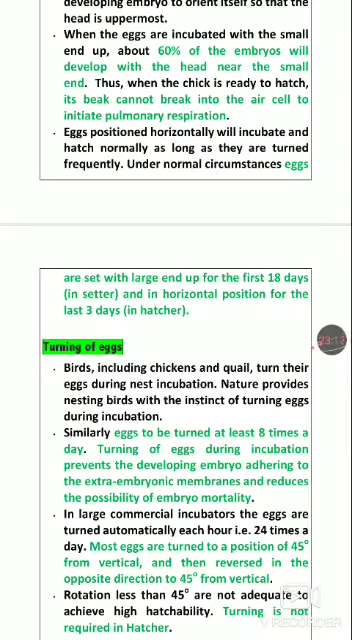 developing embryo to orient itself so that the
head is uppermost.
· When the eggs are incubated with the small
end up, about 60% of the embryos will
develop with the head near the small
end. Thus, when the chick is ready to hatch,
its beak cannot break into the air cell to
initiate pulmonary respiration.
· Eggs positioned horizontally will incubate and
hatch normally as long as they are turned
frequently. Under normal circumstances eggs
are set with large end up for the first 18 days
(in setter) and in horizontal position for the
last 3 days (in hatcher).
23:17
Turning of eggs
· Birds, including chickens and quail, turn their
eggs during nest incubation. Nature provides
nesting birds with the instinct of turning eggs
during incubation.
· Similarly eggs to be turned at least 8 times a
day. Turning of eggs during incubation
prevents the developing embryo adhering to
the extra-embryonic membranes and reduces
the possibility of embryo mortality.
· In large commercial incubators the eggs are
turned automatically each hour i.e. 24 times a
day. Most eggs are turned to a position of 45°
from vertical, and then reversed in the
opposite direction to 45° from vertical.
· Rotation less than 45° are not adequate to
achieve high hatchability. Turning is not
required in Hatcher.
V RECORDER